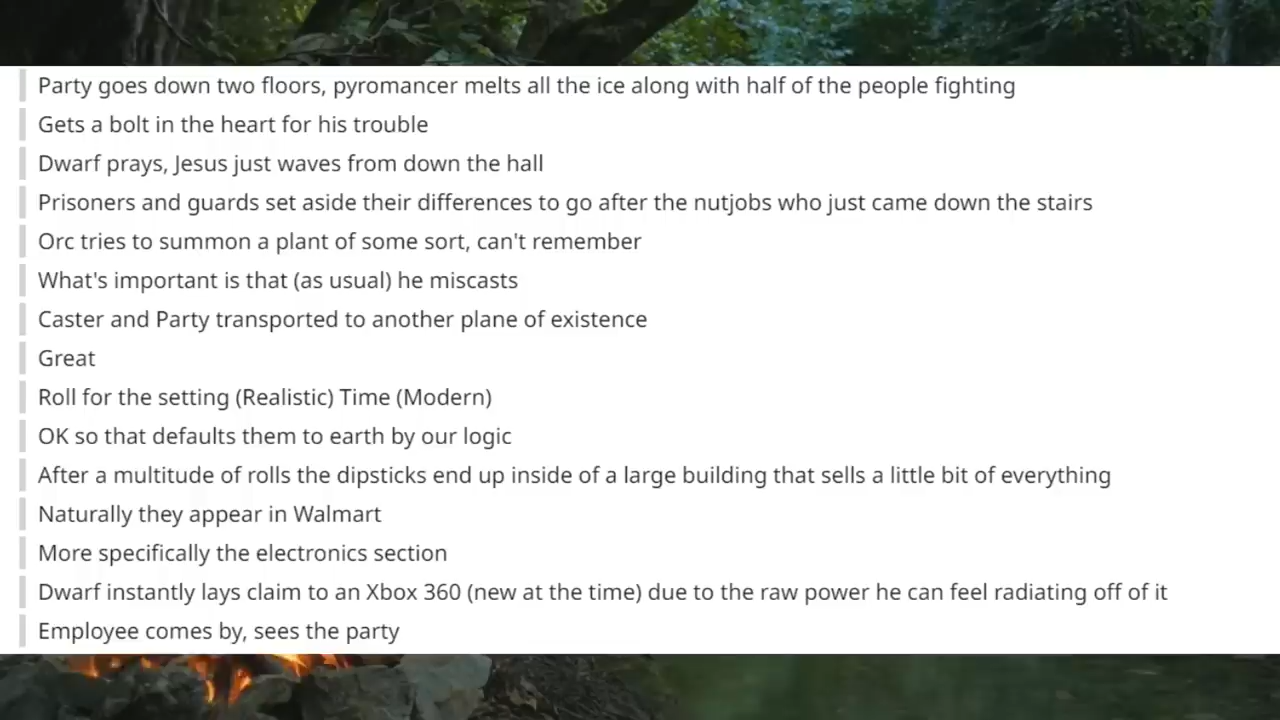 Party goes down two floors, pyromancer melts all the ice along with half of the people fighting
Gets a bolt in the heart for his trouble
Dwarf prays, Jesus just waves from down the hall
Prisoners and guards set aside their differences to go after the nutjobs who just came down the stairs
Orc tries to summon a plant of some sort, can't remember
What's important is that (as usual) he miscasts
Caster and Party transported to another plane of existence
Great
Roll for the setting (Realistic) Time (Modern)
OK so that defaults them to earth by our logic
After a multitude of rolls the dipsticks end up inside of a large building that sells a little bit of everything
Naturally they appear in Walmart
More specifically the electronics section
Dwarf instantly lays claim to an Xbox 360 (new at the time) due to the raw power he can feel radiating off of it
Employee comes by, sees the party